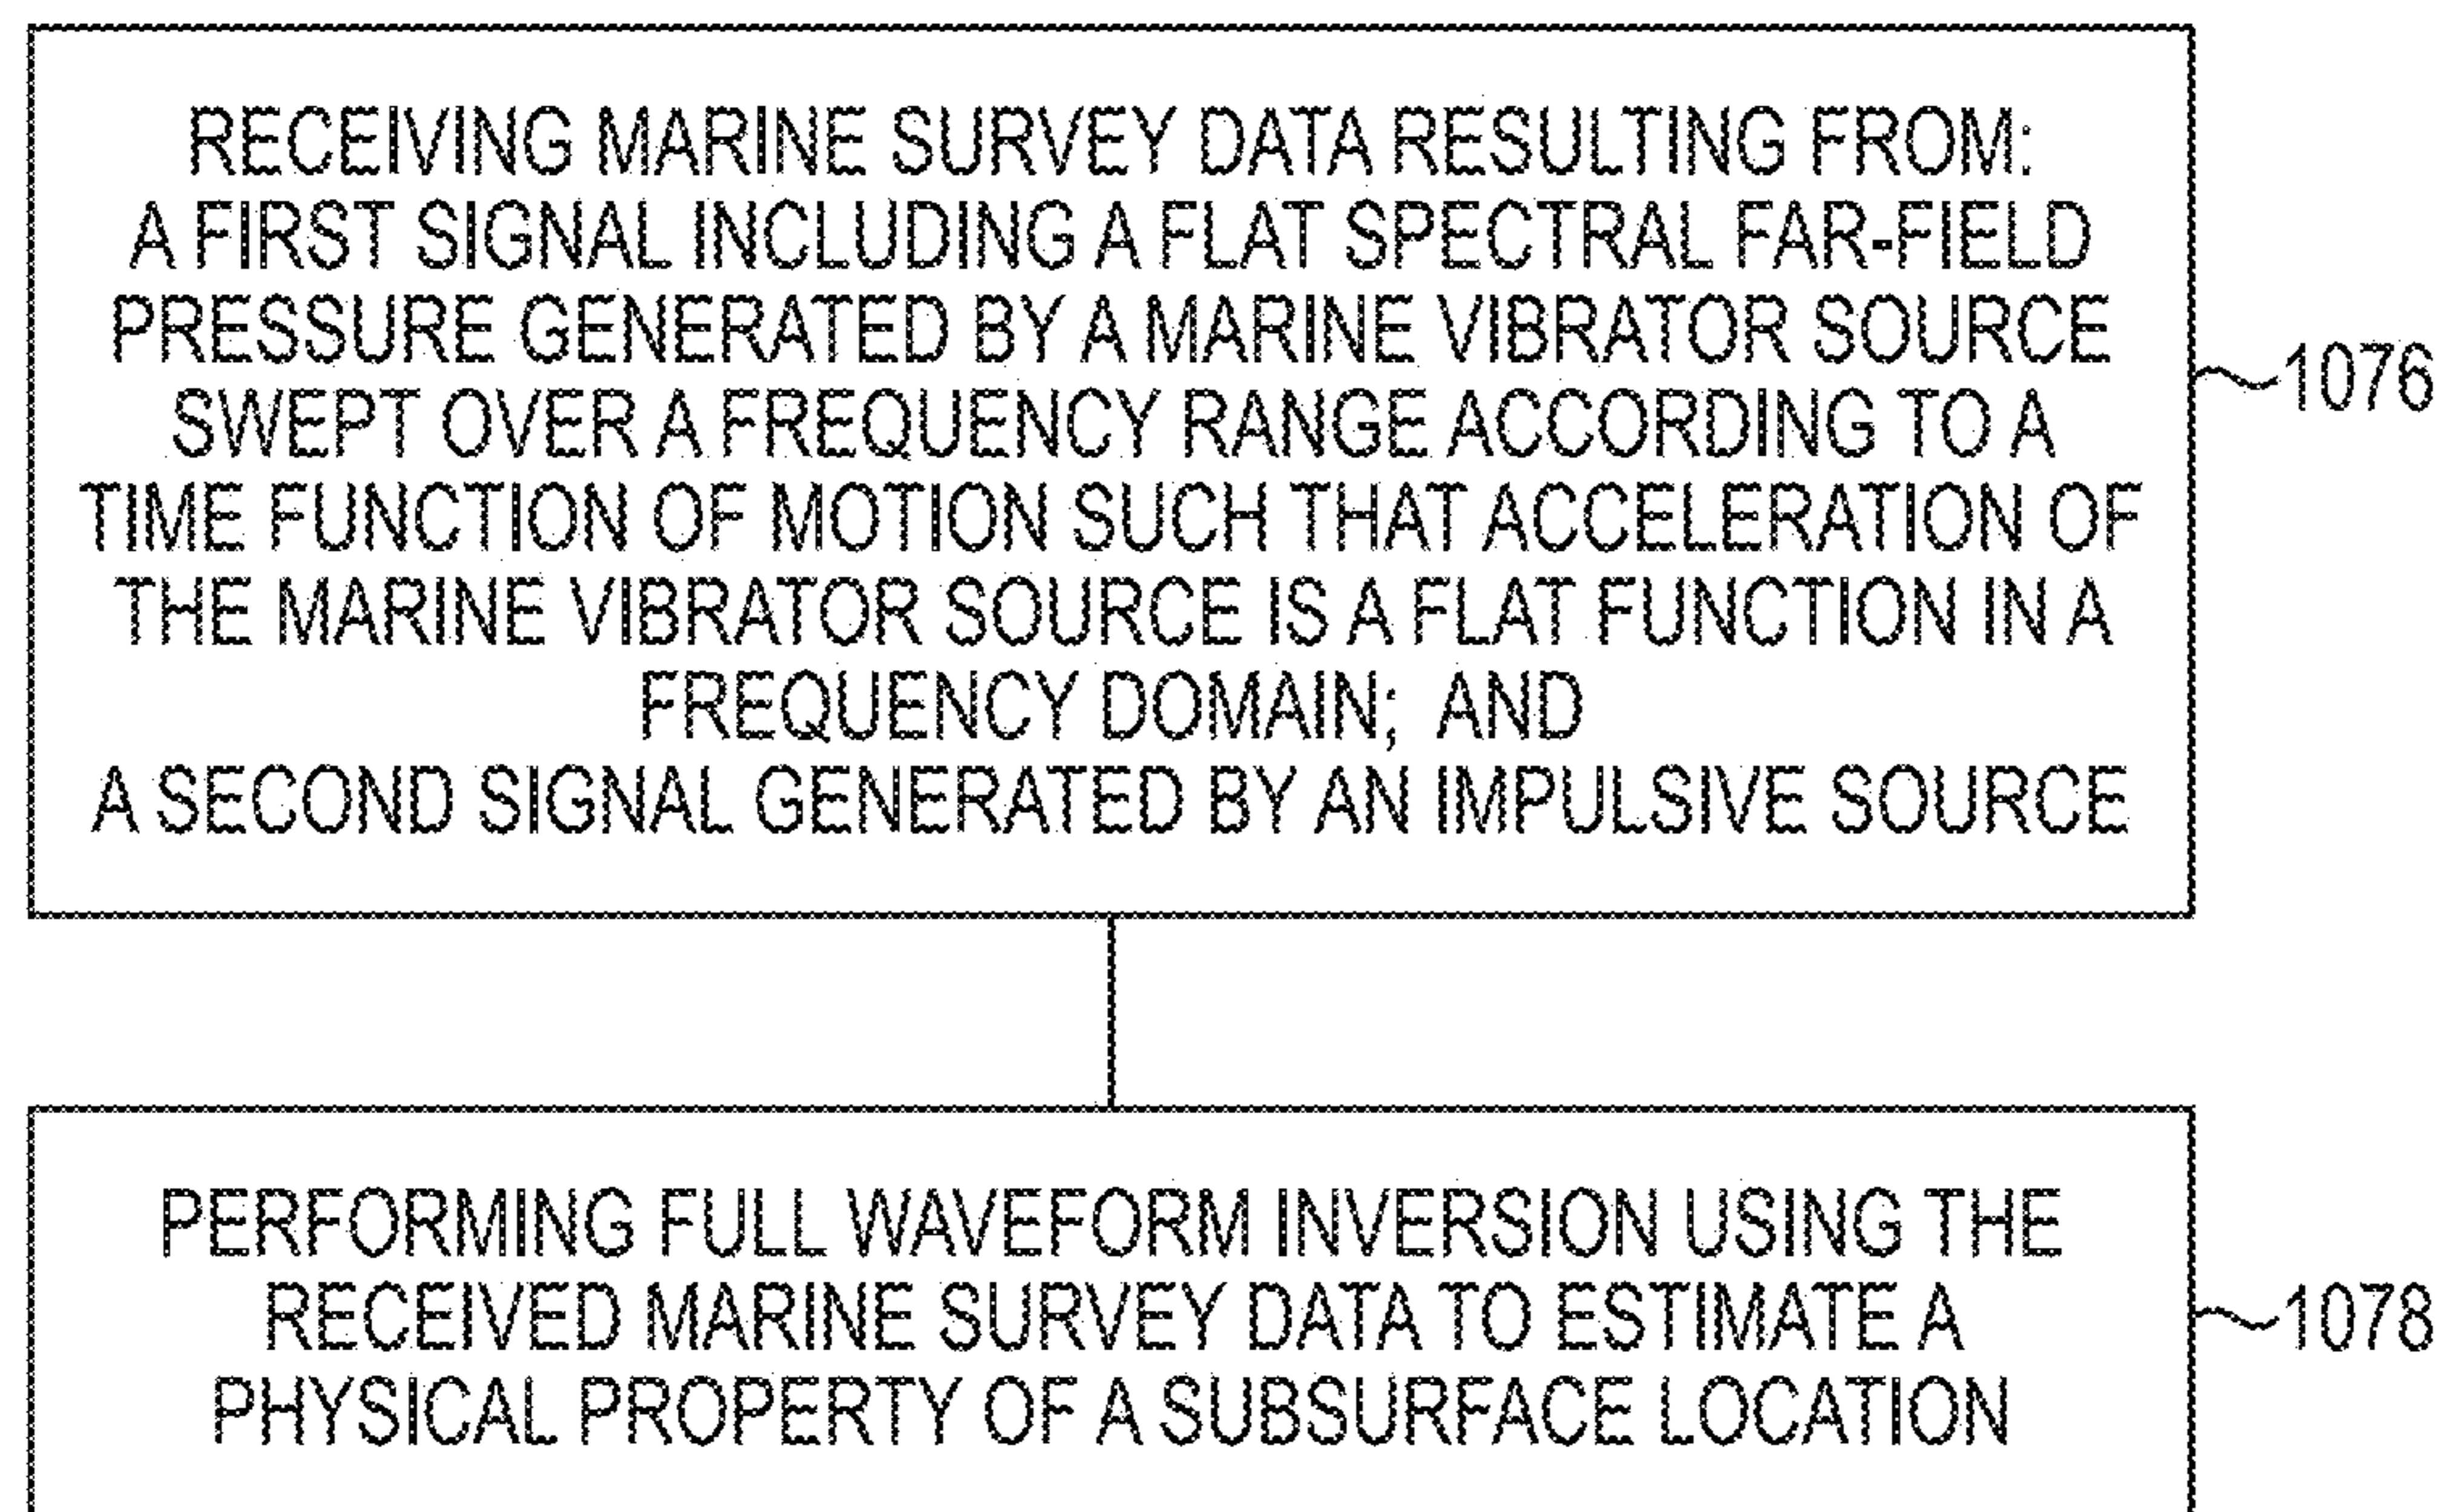 RECEIVING MARINE SURVEY DATA RESULTING FROM:
A FIRST SIGNAL INCLUDING A FLAT SPECTRAL FAR-FIELD
PRESSURE GENERATED BY A MARINE VIBRATOR SOURCE
SWEPT OVER A FREQUENCY RANGE ACCORDING TO A
TIME FUNCTION OF MOTION SUCH THAT ACCELERATION OF
THE MARINE VIBRATOR SOURCE IS A FLAT FUNCTION IN A
FREQUENCY DOMAIN; AND
A SECOND SIGNAL GENERATED BY AN IMPULSIVE SOURCE
1076
PERFORMING FULL WAVEFORM INVERSION USING THE
RECEIVED MARINE SURVEY DATA TO ESTIMATE A
PHYSICAL PROPERTY OF A SUBSURFACE LOCATION
1078